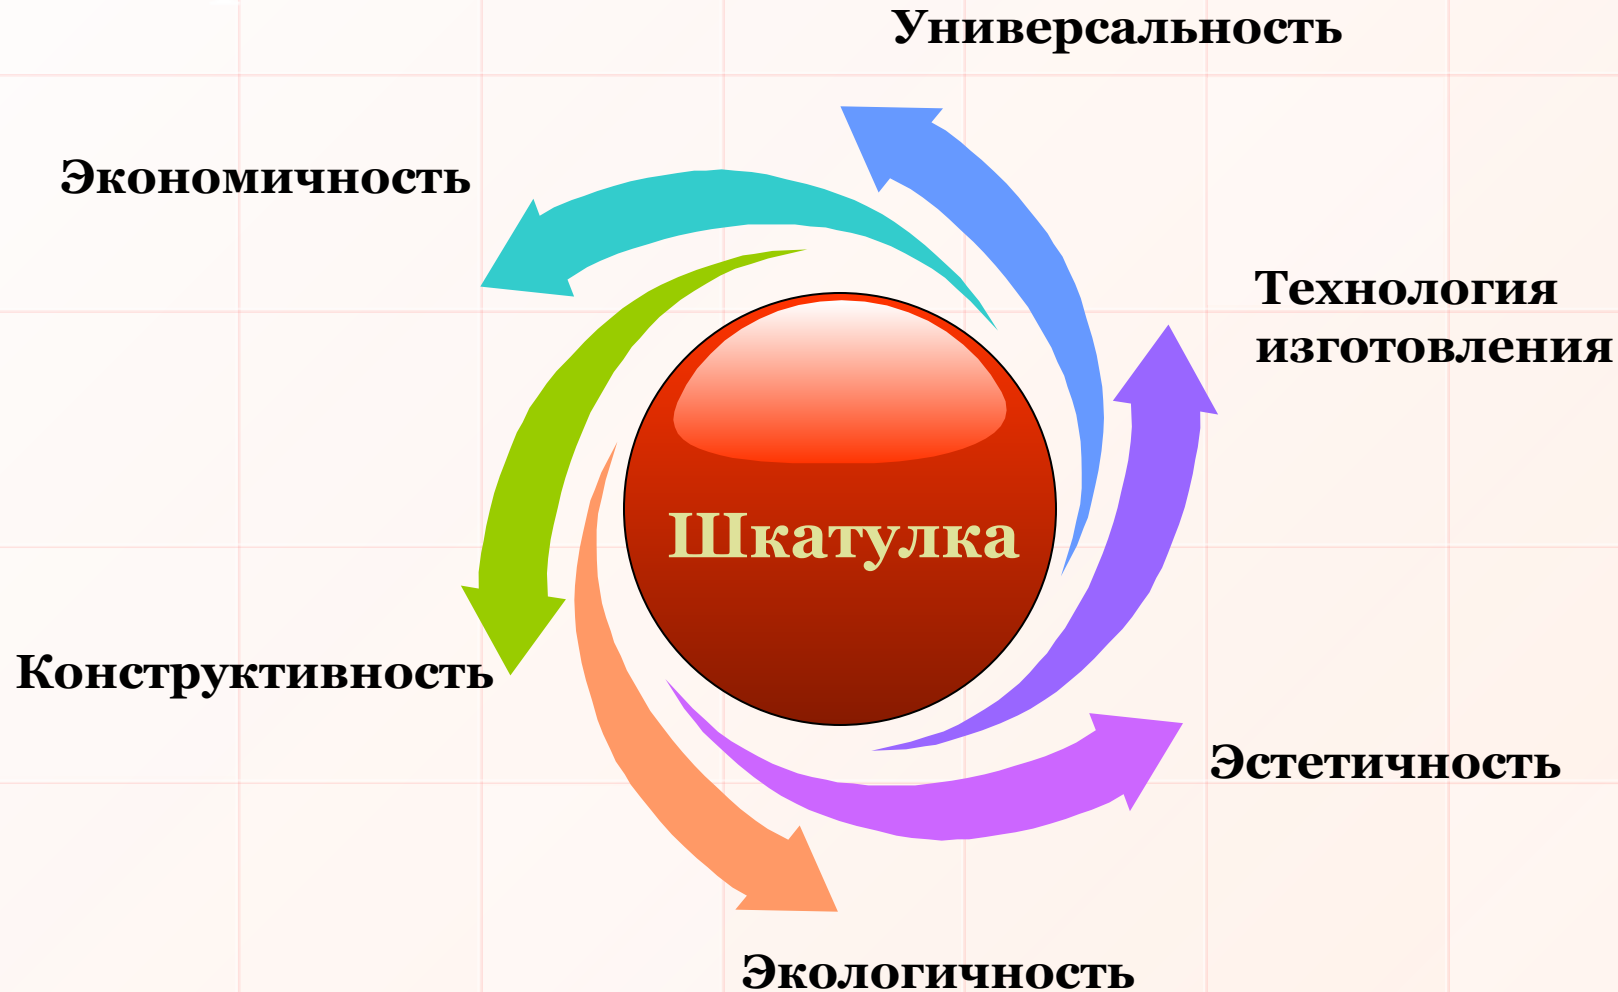 Универсальность
Экономичность
Технология
изготовления
Шкатулка
Конструктивность
Эстетичность
Экологичность